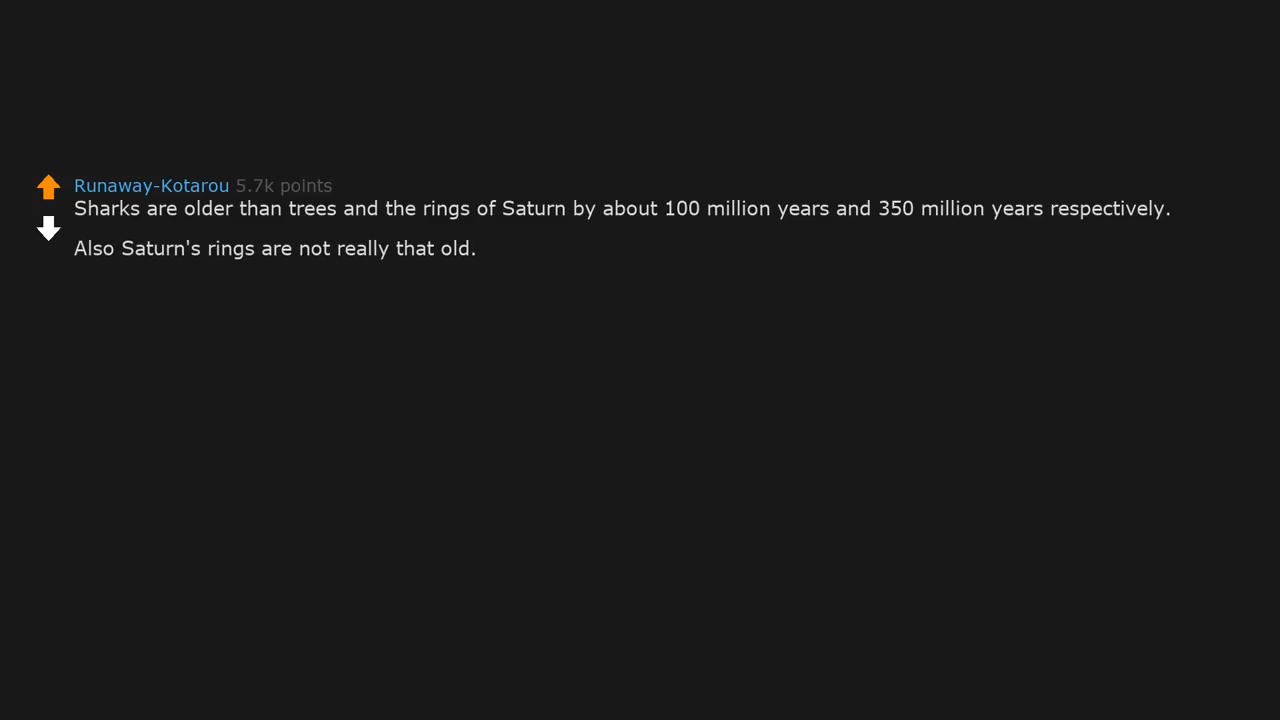 Runaway-Kotarou 5.7k points
Sharks are older than trees and the rings of Saturn by about 100 million years and 350 million years respectively.
Also Saturn's rings are not really that old.